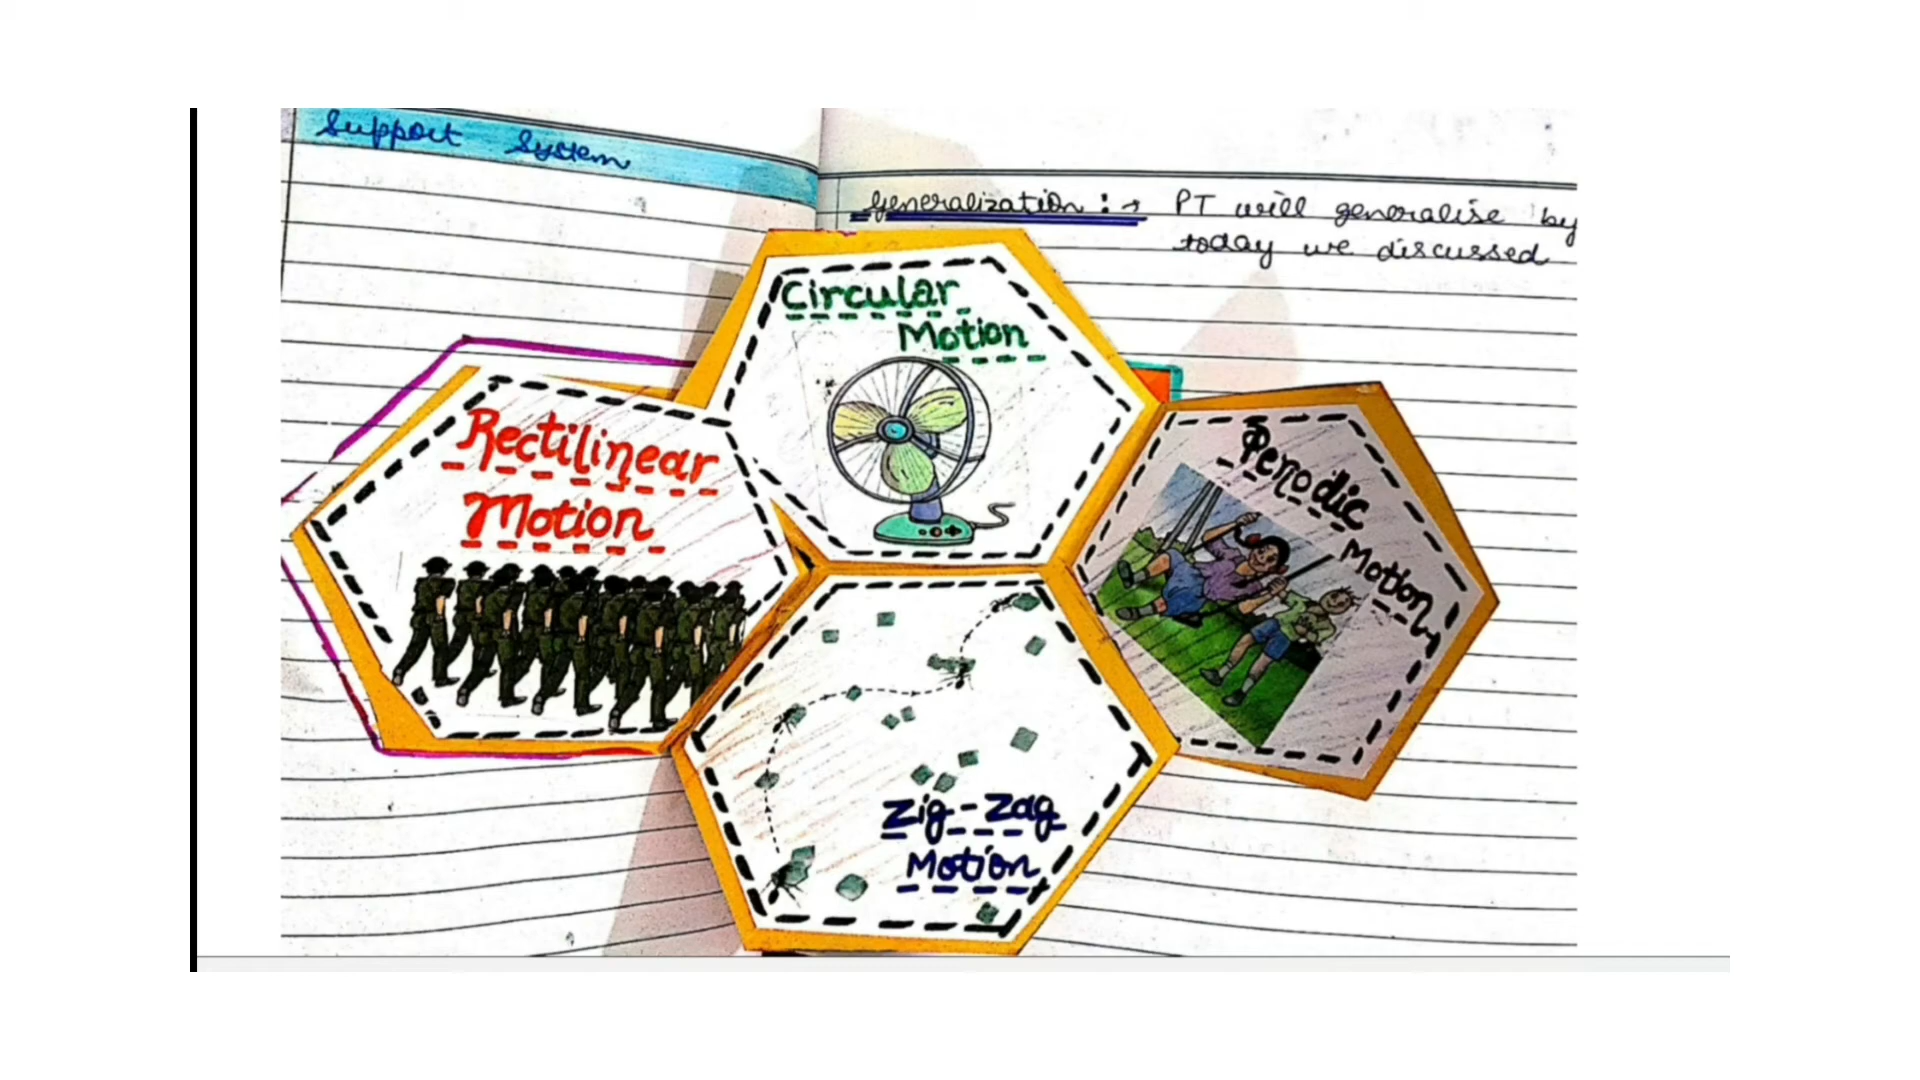 Support System
Generalization :→ PT will generalise by
today we discussed
Circular
Motion
Rectilinear
Motion
Periodic
Motion
Zig-Zag
Motion